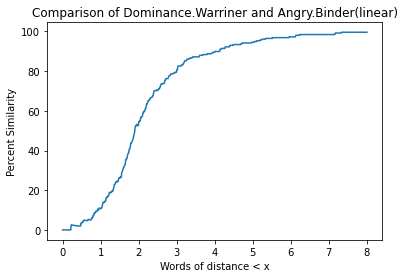 Comparison of Dominance.Warriner and Angry.Binder(linear)
100
80
60
40
20
0
Percent Similarity
0 1 2 3 4 5 6 7 8
Words of distance < x